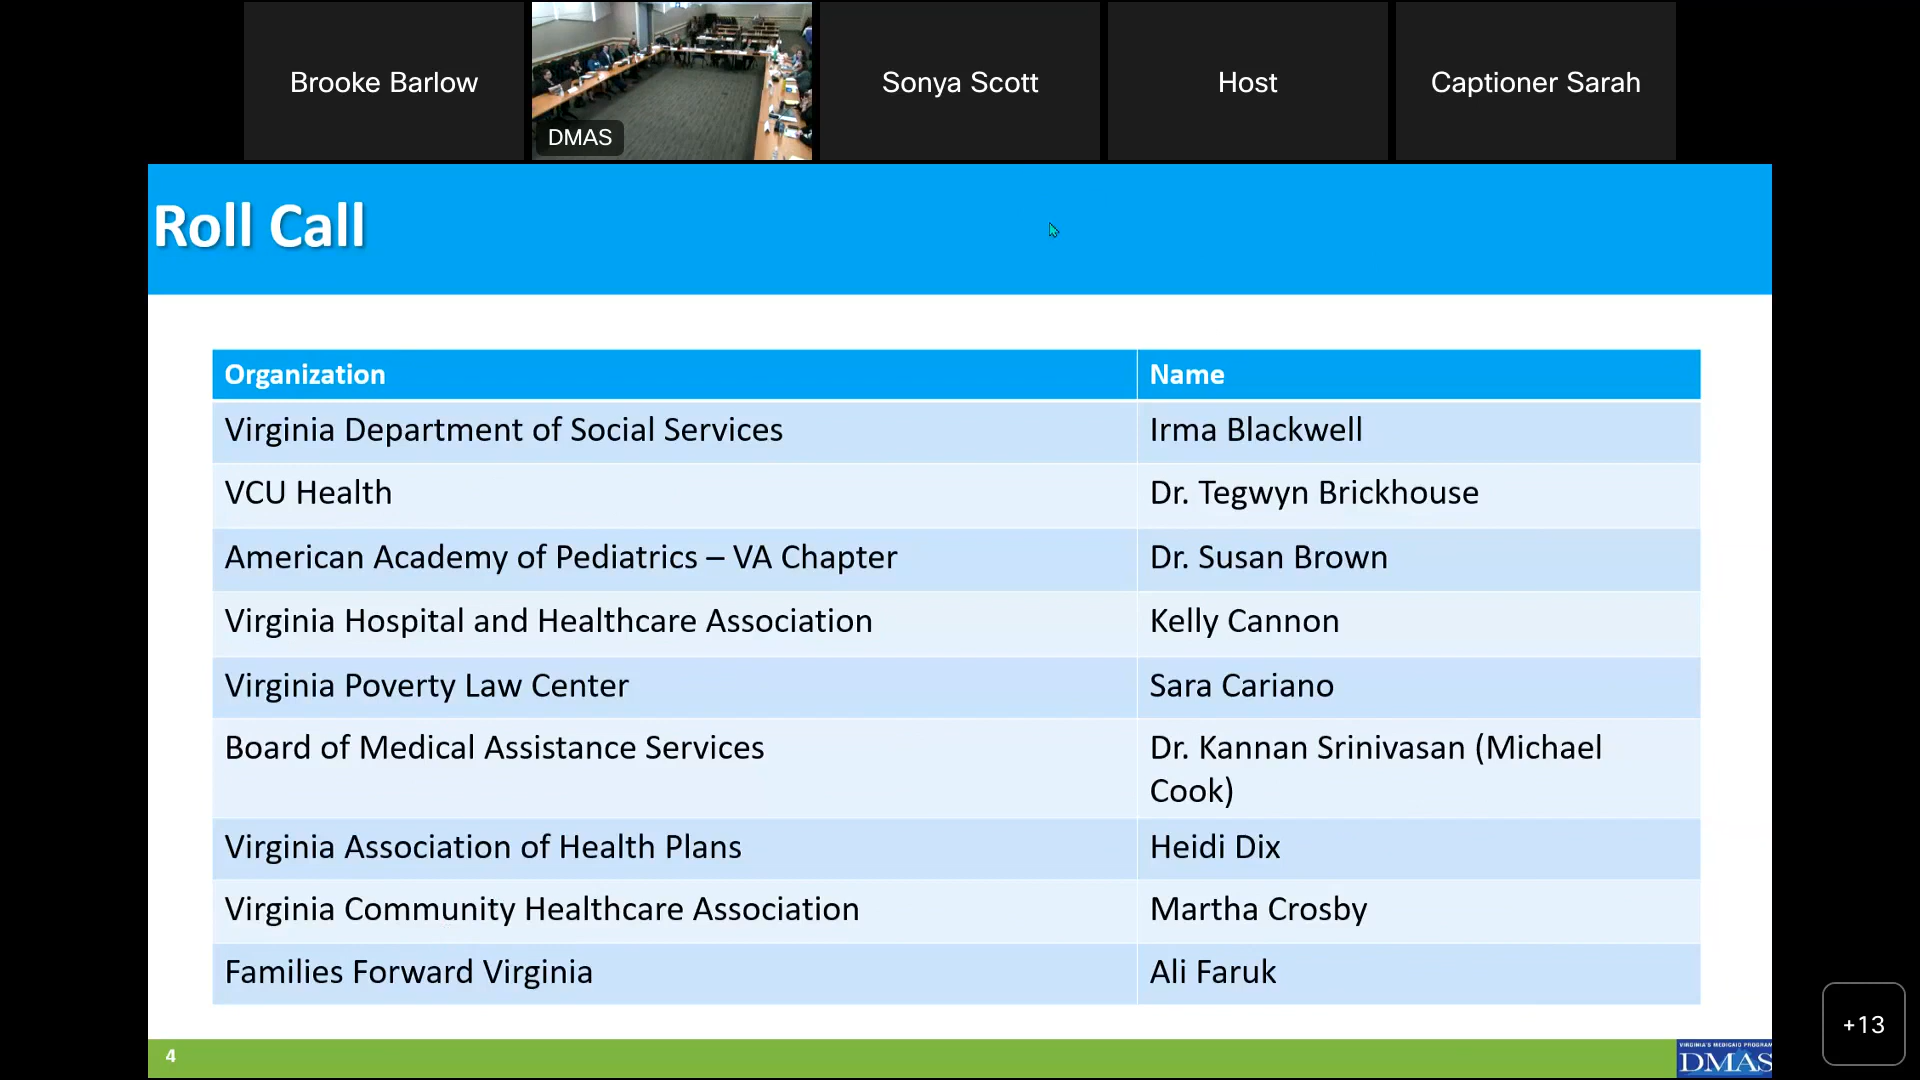 Brooke Barlow
DMAS
Sonya Scott
Host
Captioner Sarah
Roll Call
Organization
Name
Virginia Department of Social Services
Irma Blackwell
VCU Health
Dr. Tegwyn Brickhouse
American Academy of Pediatrics – VA Chapter
Dr. Susan Brown
Virginia Hospital and Healthcare Association
Kelly Cannon
Virginia Poverty Law Center
Sara Cariano
Board of Medical Assistance Services
Dr. Kannan Srinivasan (Michael
Cook)
Virginia Association of Health Plans
Heidi Dix
Virginia Community Healthcare Association
Martha Crosby
Families Forward Virginia
Ali Faruk
+13
4
VIRGINIA'S MEDICAID PROGRAM
DMAS